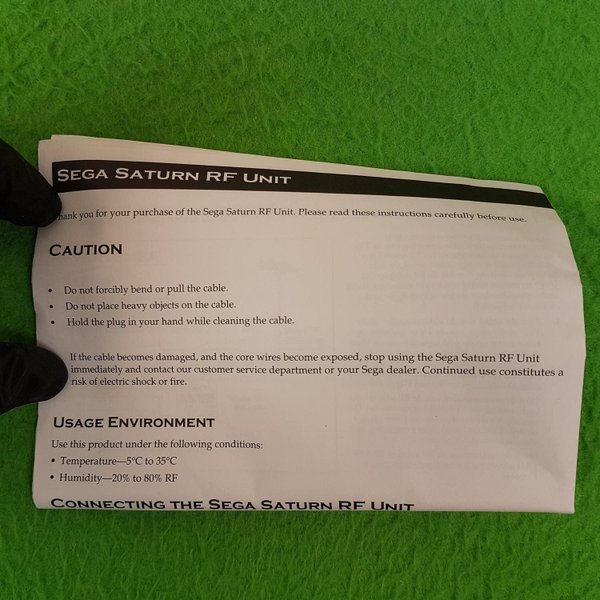 SEGA SATURN RF UNIT
hank you for your purchase of the Sega Saturn RF Unit. Please read these instructions carefully before use.
CAUTION
• Do not forcibly bend or pull the cable.
• Do not place heavy objects on the cable.
• Hold the plug in your hand while cleaning the cable.
If the cable becomes damaged, and the core wires become exposed, stop using the Sega Saturn RF Unit
immediately and contact our customer service department or your Sega dealer. Continued use constitutes a
risk of electric shock or fire.
USAGE ENVIRONMENT
Use this product under the following conditions:
• Temperature—5°C to 35°C
• Humidity—20% to 80% RF
CONNECTING THE SEGA SATURN RF UNIT